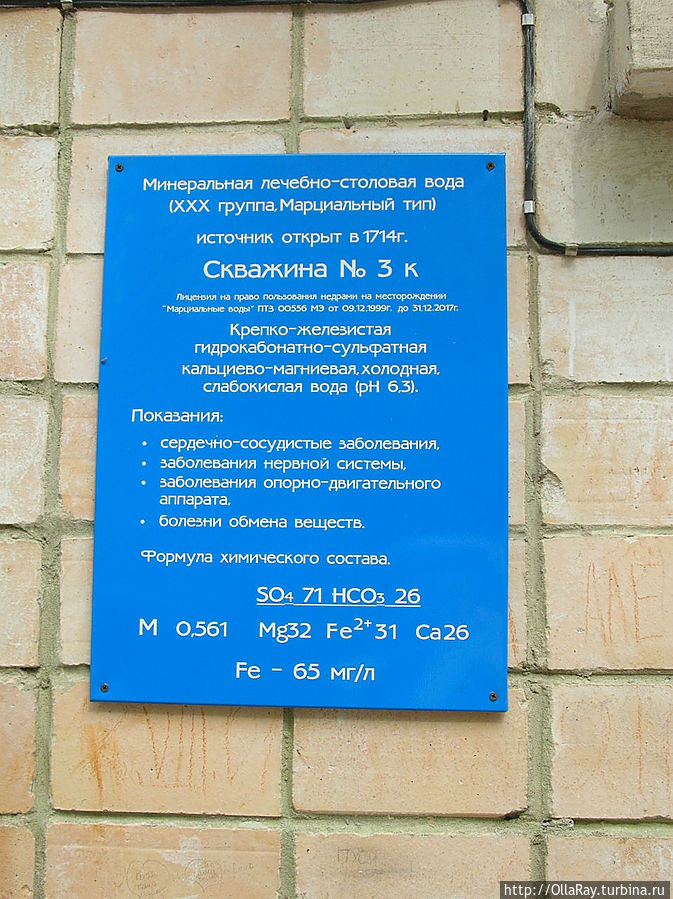 Минеральная лечебно-столовая вода
(XXX группа, Марциальный тип)
источник открыт в 1714г.
Скважина № 3 к
Лицензия на право пользования недрами на месторождении
"Марциальные воды" ПТЗ 00556 МЭ от 09.12.1999г. до 31.12.2017г.
Крепко-железистая
гидрокабонатно-сульфатная
кальциево-магниевая, холодная,
слабокислая вода (pH 6,3).
Показания:
• сердечно-сосудистые заболевания,
• заболевания нервной системы,
• заболевания опорно-двигательного
аппарата,
• болезни обмена веществ.
Формула химического состава.
SO₄ 71 HCO₃ 26
М 0,561 Mg32 Fe²⁺31 Ca26
Fe - 65 мг/л
http://OllaRay.turbina.ru